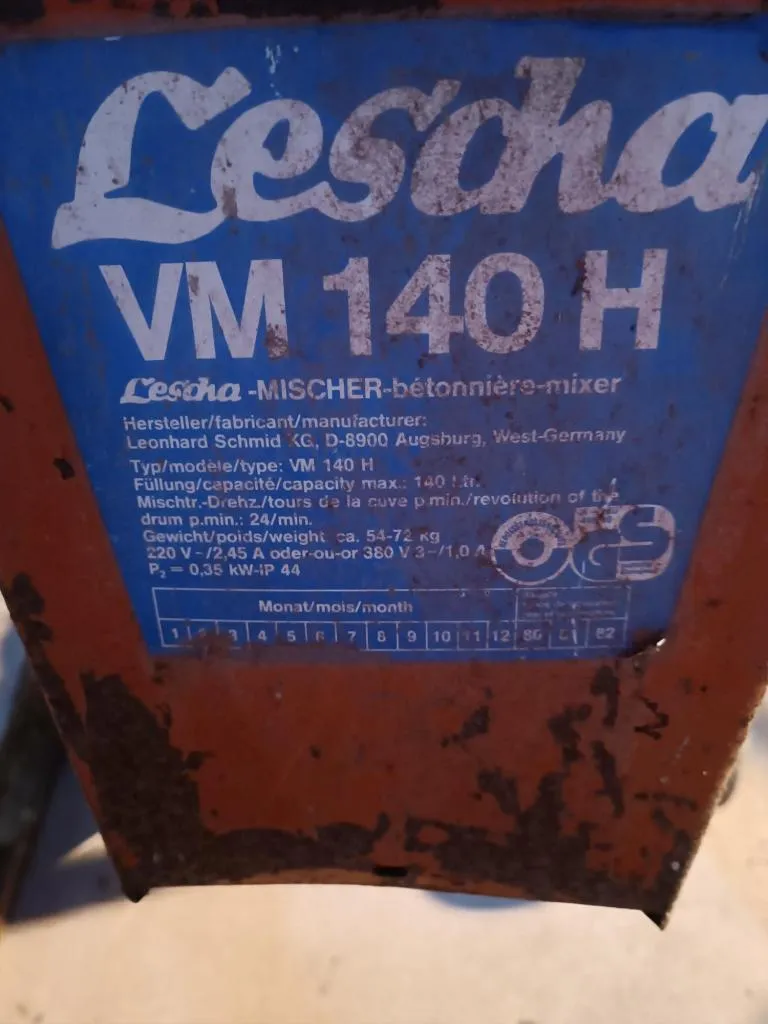 Lescha
VM 140 H
Lescha -MISCHER-bétonnière-mixer
Hersteller/fabricant/manufacturer:
Leonhard Schmid KG, D-8900 Augsburg, West-Germany
Typ/modèle/type: VM 140 H
Füllung/capacité/capacity max.: 140 Ltr.
Mischtr.-Drehz./tours de la cuve p.min./revolution of the
drum p.min.: 24/min.
Gewicht/poids/weight ca. 54-72 kg
220 V~/2,45 A oder-ou-or 380 V 3~/1,0 A
P₂ = 0,35 kW-IP 44
GS
Monat/mois/month
1 2 3 4 5 6 7 8 9 10 11 12 80 81 82